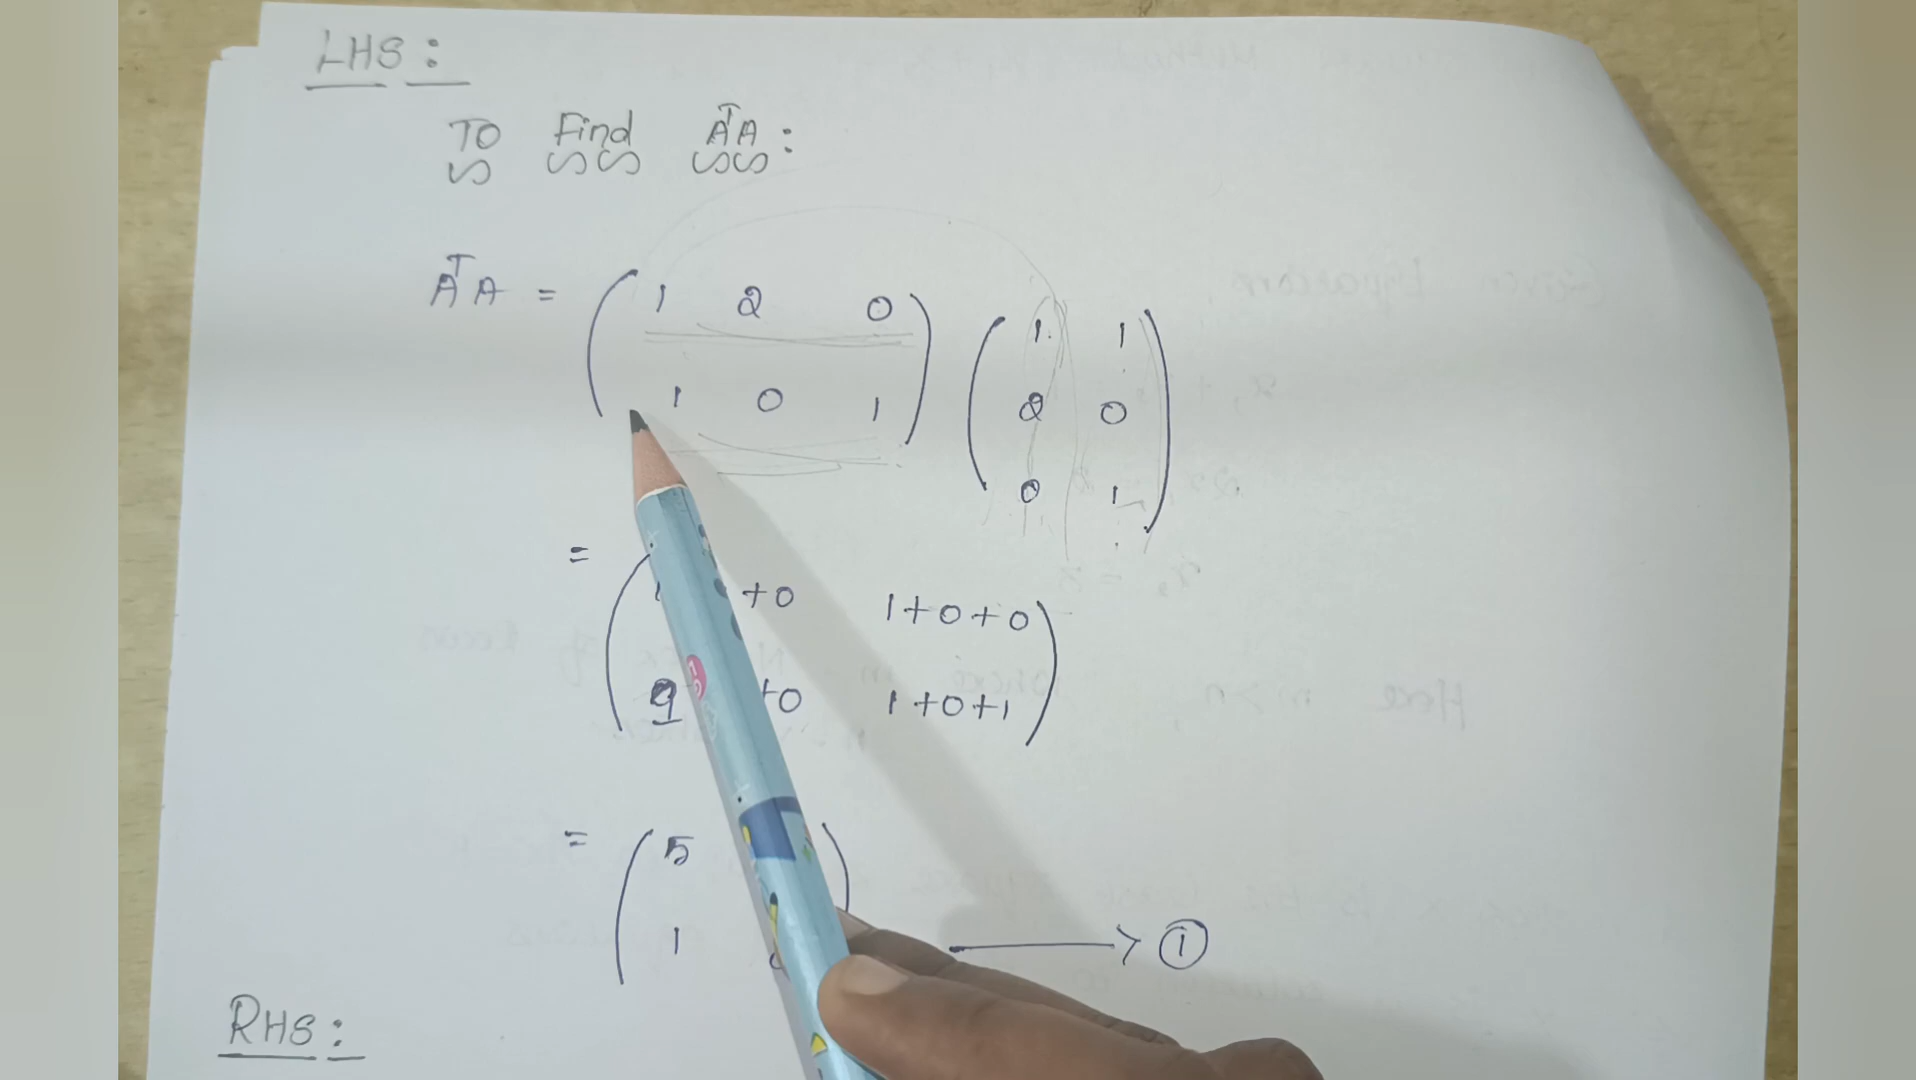 LHS:
To Find AᵀA:
AᵀA = ( 1 2 0 ) ( 1 1
1 0 1 2 0
0 1 )
= ( 1 +0 1+0+0
+0 1+0+1 )
= ( 5
1 ) → ①
RHS: